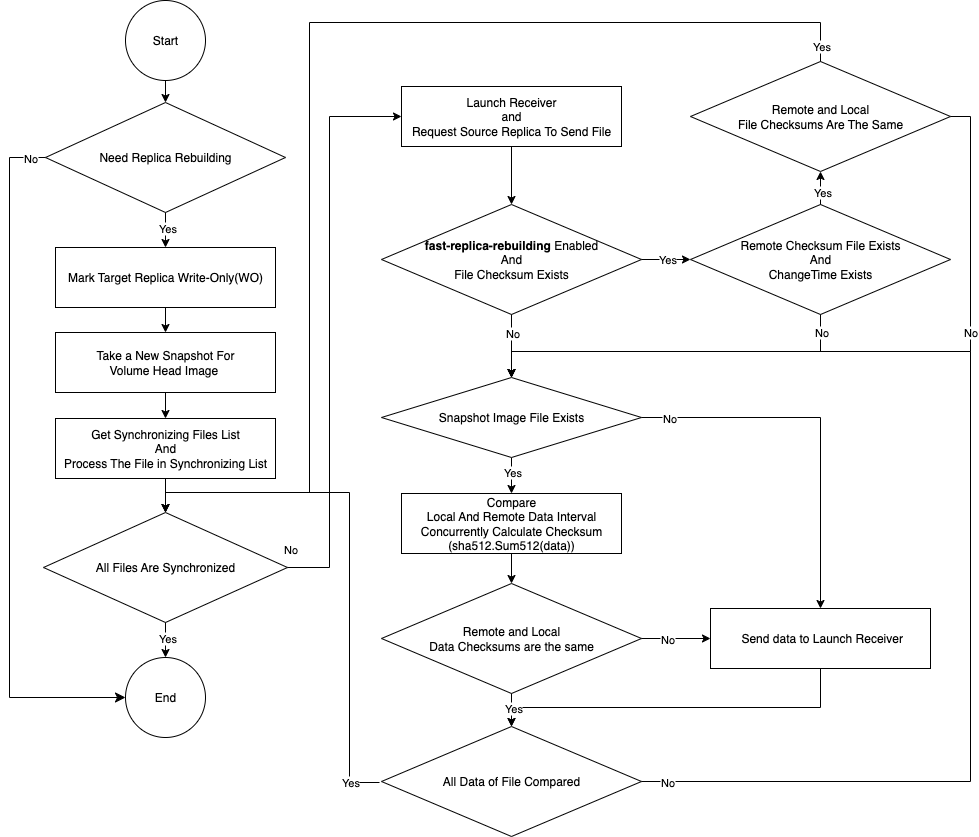 Start
Need Replica Rebuilding
No
Yes
Mark Target Replica Write-Only(WO)
Take a New Snapshot For
Volume Head Image
Get Synchronizing Files List
And
Process The File in Synchronizing List
All Files Are Synchronized
No
Yes
End
Launch Receiver
and
Request Source Replica To Send File
fast-replica-rebuilding Enabled
And
File Checksum Exists
Yes
No
Remote Checksum File Exists
And
ChangeTime Exists
Yes
No
Remote and Local
File Checksums Are The Same
Yes
No
Snapshot Image File Exists
No
Yes
Compare
Local And Remote Data Interval
Concurrently Calculate Checksum
(sha512.Sum512(data))
Remote and Local
Data Checksums are the same
No
Yes
Send data to Launch Receiver
All Data of File Compared
Yes
No